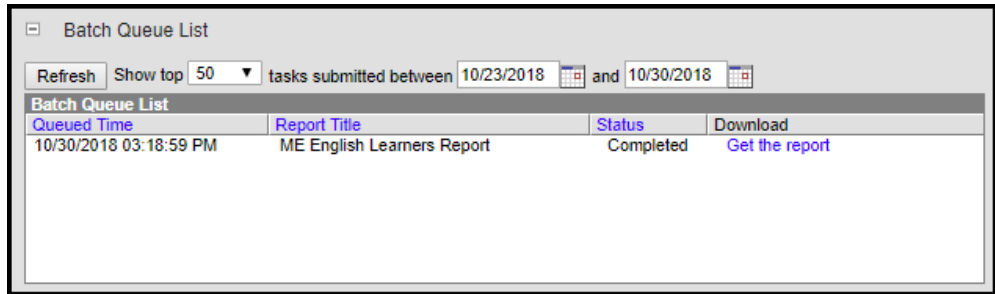 Batch Queue List
Refresh Show top 50 tasks submitted between 10/23/2018 and 10/30/2018
Batch Queue List
Queued Time Report Title Status Download
10/30/2018 03:18:59 PM ME English Learners Report Completed Get the report